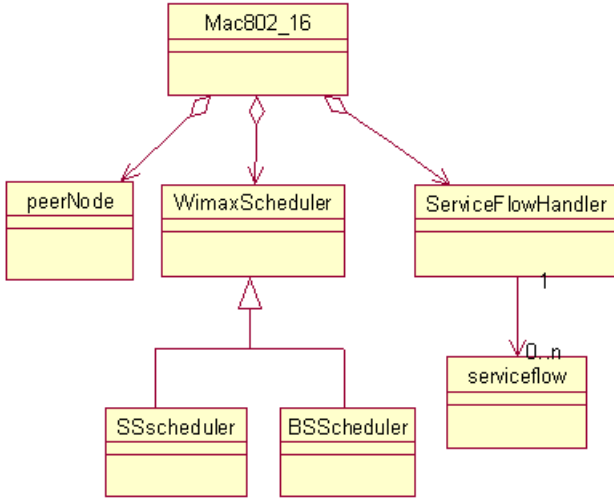 Mac802_16
peerNode
WimaxScheduler
ServiceFlowHandler
1
0..n
serviceflow
SSscheduler
BSScheduler